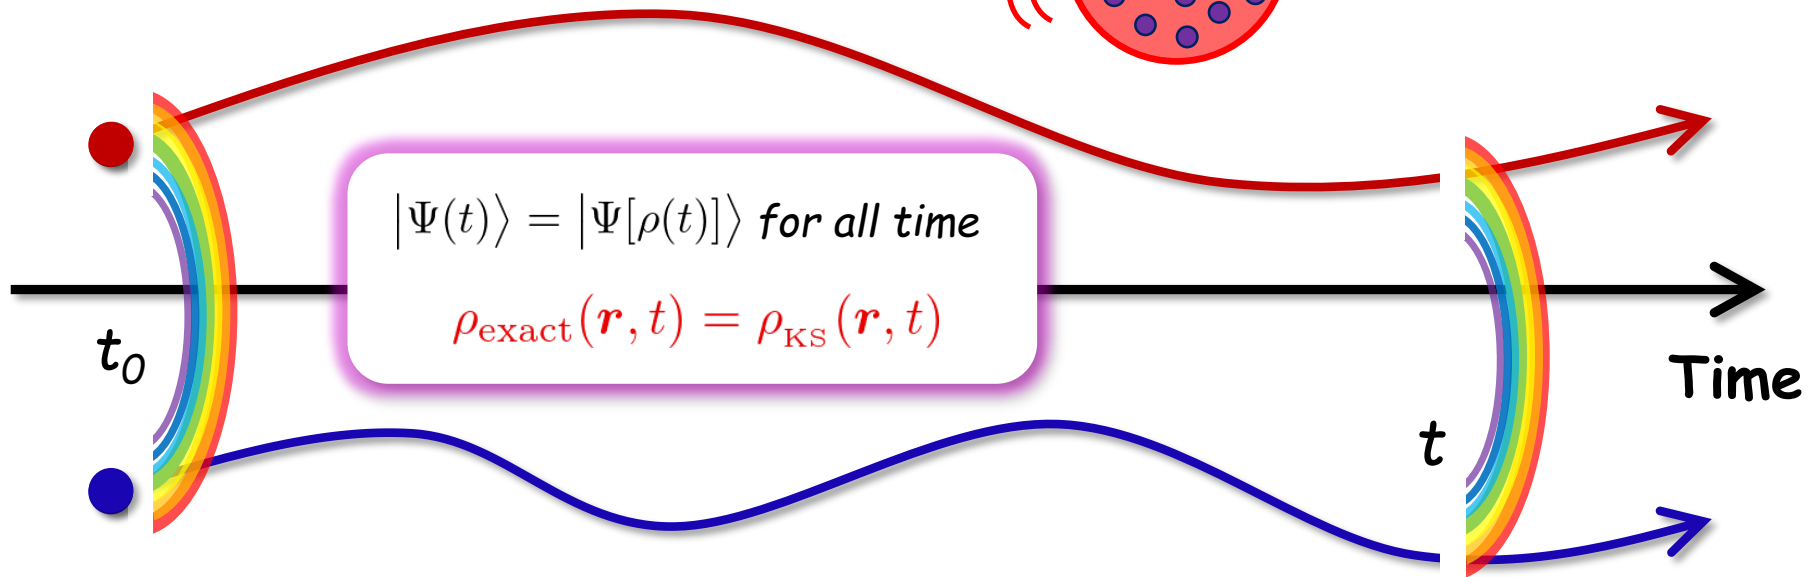 |Ψ(t)⟩ = |Ψ[ρ(t)]⟩ for all time
ρexact(r, t) = ρKS(r, t)
t0
Time
t